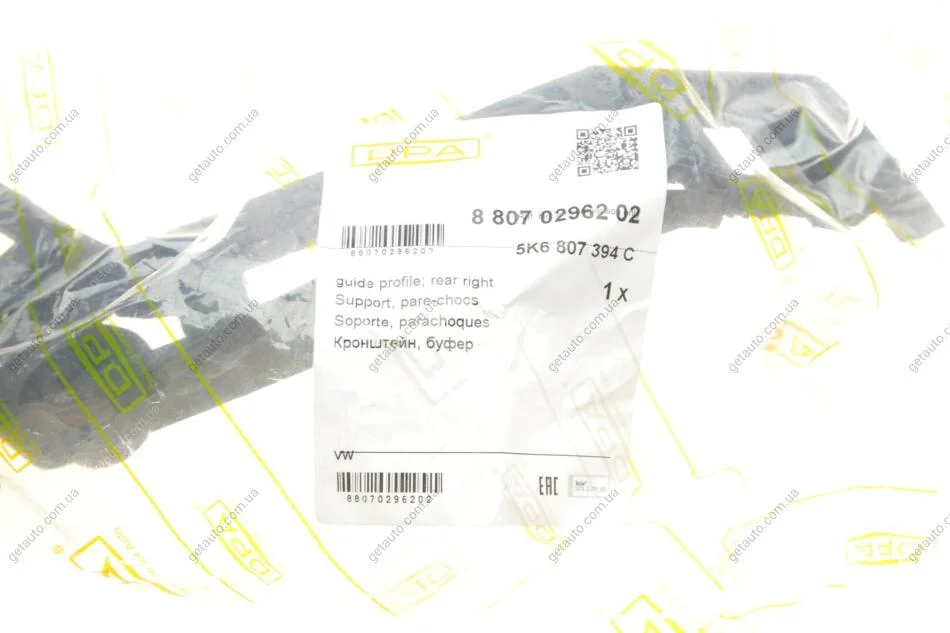 DPA
8 807 02962 02
88070296202
5K6 807 394 C
guide profile; rear right
1 x
Support, pare-chocs
Soporte, parachoques
Кронштейн, буфер
VW
88070296202
EAC
getauto.com.ua